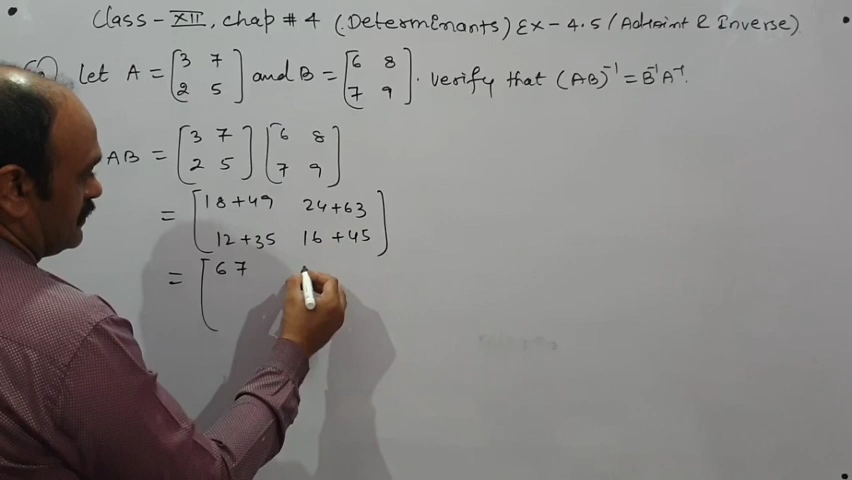 Class - XII, chap # 4 (Determenants) Ex - 4.5 (Adjoint & Inverse)
Let A = [3 7 and B = [6 8 . verify that (AB)⁻¹ = B⁻¹A⁻¹.
2 5] 7 9]
AB = [3 7 [6 8
2 5] 7 9]
= [18+49 24+63
12+35 16+45]
= [67